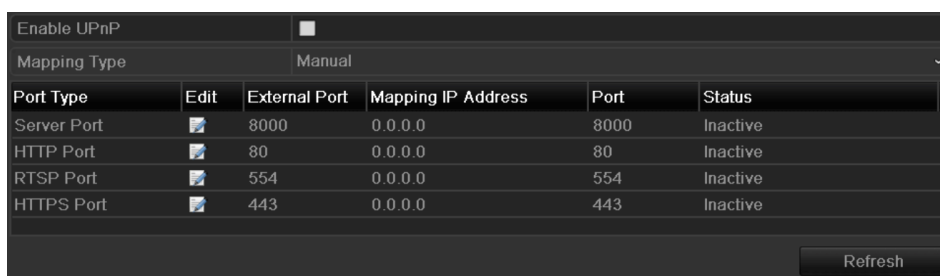 Enable UPnP
Mapping Type Manual
Port Type Edit External Port Mapping IP Address Port Status
Server Port 8000 0.0.0.0 8000 Inactive
HTTP Port 80 0.0.0.0 80 Inactive
RTSP Port 554 0.0.0.0 554 Inactive
HTTPS Port 443 0.0.0.0 443 Inactive
Refresh